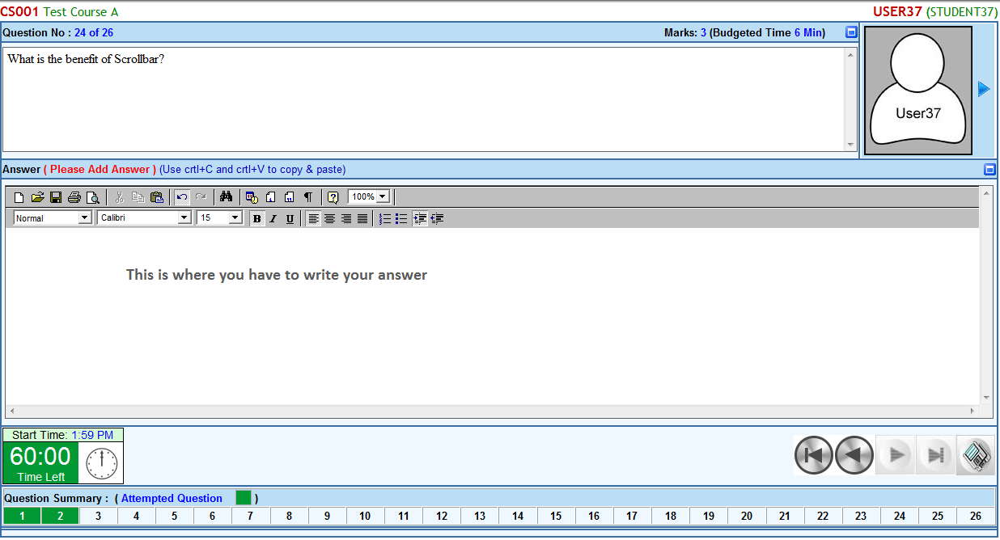 CS001 Test Course A USER37 (STUDENT37)
Question No : 24 of 26 Marks: 3 (Budgeted Time 6 Min)
What is the benefit of Scrollbar?
User37
Answer ( Please Add Answer ) (Use crtl+C and crtl+V to copy & paste)
100%
Normal Calibri 15 B I U
This is where you have to write your answer
Start Time: 1:59 PM
60:00
Time Left
Question Summary : ( Attempted Question )
1 2 3 4 5 6 7 8 9 10 11 12 13 14 15 16 17 18 19 20 21 22 23 24 25 26